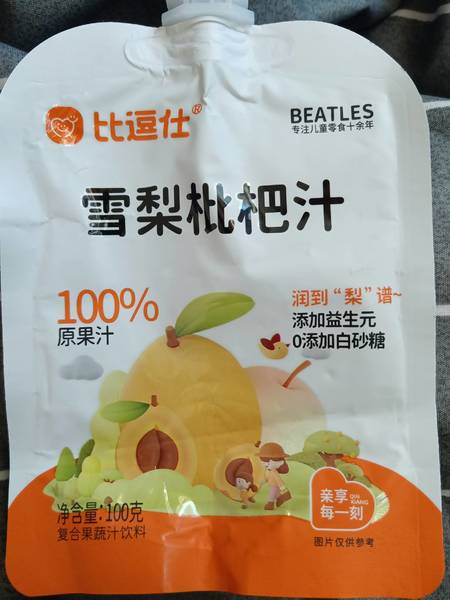 比逗仕®
BEATLES
专注儿童零食十余年
雪梨枇杷汁
100%
原果汁
润到“梨”谱~
添加益生元
0添加白砂糖
亲享
QIN
XIANG
每一刻
净含量:100克
复合果蔬汁饮料
图片仅供参考